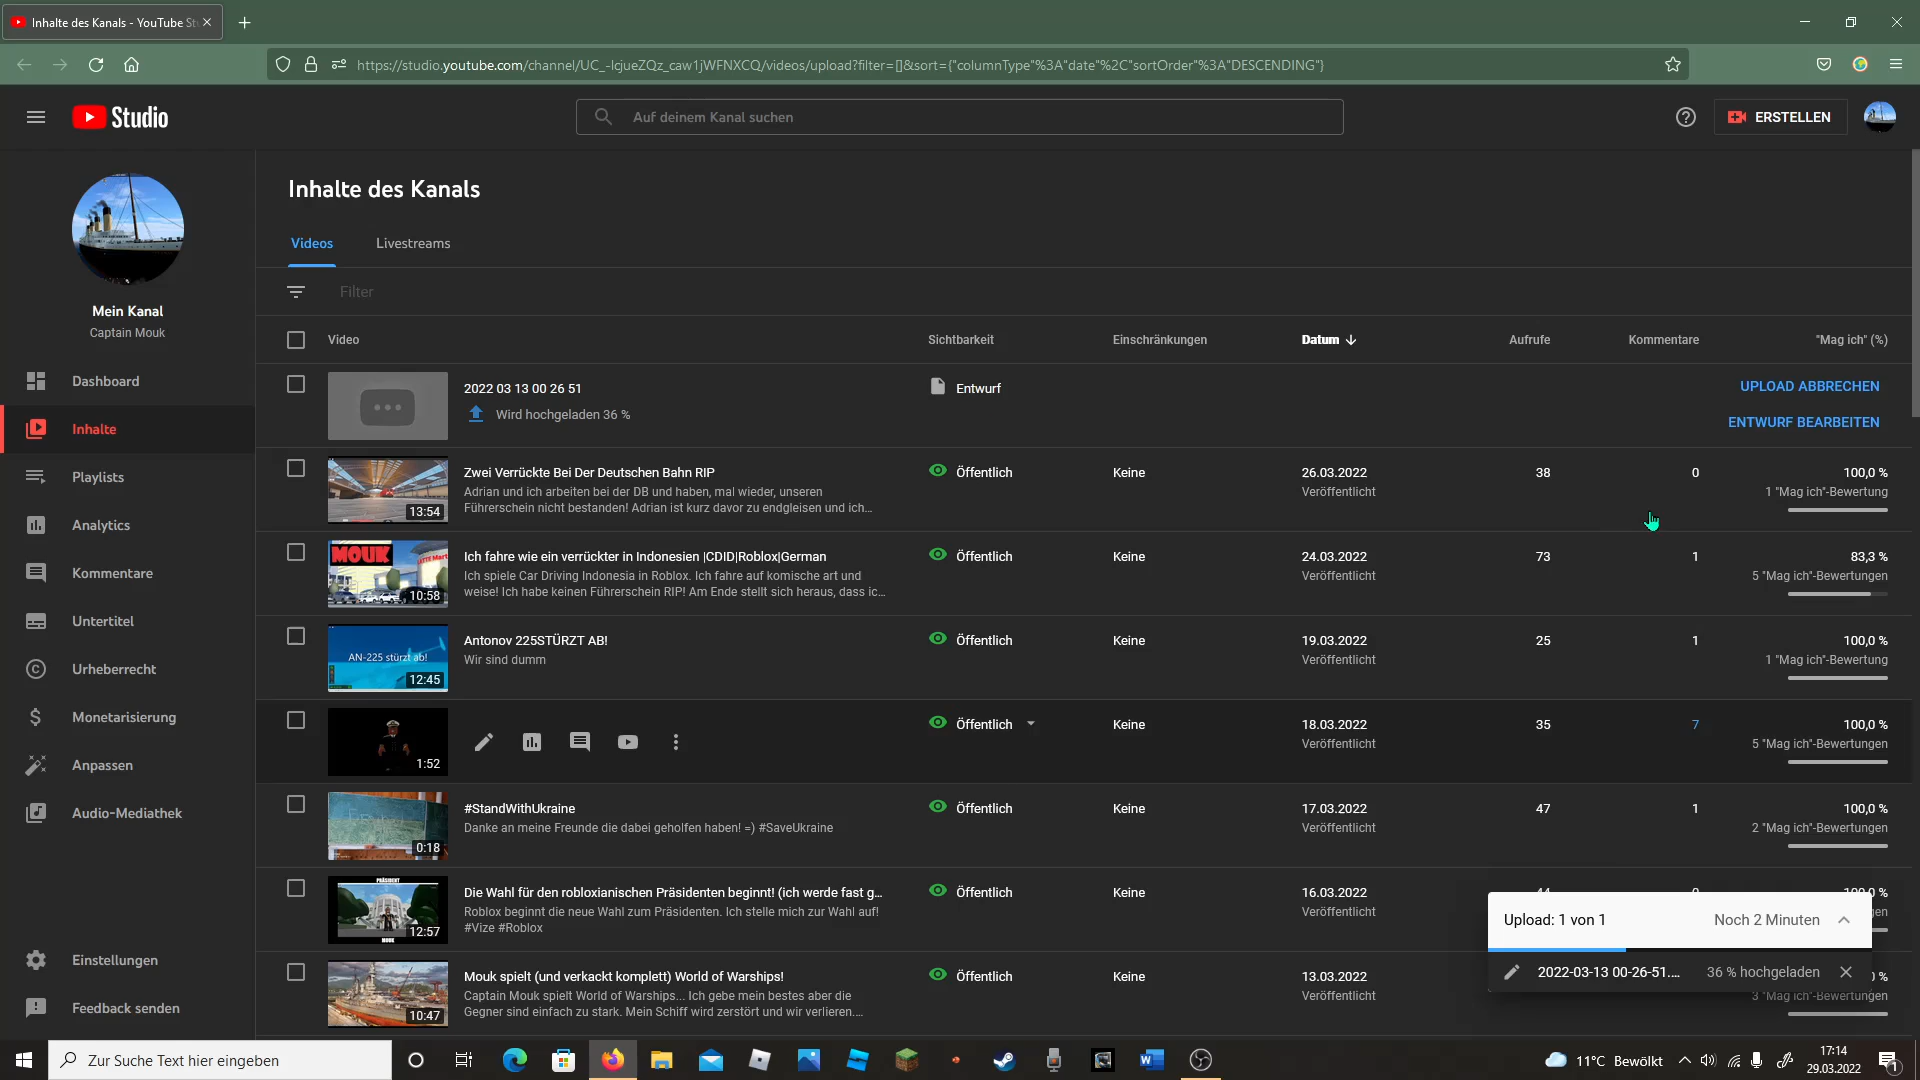 Inhalte des Kanals - YouTube St
https://studio.youtube.com/channel/UC_-lcjueZQz_caw1jWFNXCQ/videos/upload?filter=[]&sort={"columnType"%3A"date"%2C"sortOrder"%3A"DESCENDING"}
Studio
Auf deinem Kanal suchen
ERSTELLEN
Mein Kanal
Captain Mouk
Dashboard
Inhalte
Playlists
Analytics
Kommentare
Untertitel
Urheberrecht
Monetarisierung
Anpassen
Audio-Mediathek
Einstellungen
Feedback senden
Inhalte des Kanals
Videos Livestreams
Filter
Video Sichtbarkeit Einschränkungen Datum Aufrufe Kommentare "Mag ich" (%)
2022 03 13 00 26 51 Entwurf UPLOAD ABBRECHEN
Wird hochgeladen 36 % ENTWURF BEARBEITEN
13:54
Zwei Verrückte Bei Der Deutschen Bahn RIP Öffentlich Keine 26.03.2022 38 0 100,0 %
Adrian und ich arbeiten bei der DB und haben, mal wieder, unseren Veröffentlicht 1 "Mag ich"-Bewertung
Führerschein nicht bestanden! Adrian ist kurz davor zu endgleisen und ich...
MOUK
10:58
Ich fahre wie ein verrückter in Indonesien |CDID|Roblox|German Öffentlich Keine 24.03.2022 73 1 83,3 %
Ich spiele Car Driving Indonesia in Roblox. Ich fahre auf komische art und Veröffentlicht 5 "Mag ich"-Bewertungen
weise! Ich habe keinen Führerschein RIP! Am Ende stellt sich heraus, dass ic...
AN-225 stürzt ab!
12:45
Antonov 225STÜRZT AB! Öffentlich Keine 19.03.2022 25 1 100,0 %
Wir sind dumm Veröffentlicht 1 "Mag ich"-Bewertung
1:52
Öffentlich Keine 18.03.2022 35 7 100,0 %
Veröffentlicht 5 "Mag ich"-Bewertungen
0:18
#StandWithUkraine Öffentlich Keine 17.03.2022 47 1 100,0 %
Danke an meine Freunde die dabei geholfen haben! =) #SaveUkraine Veröffentlicht 2 "Mag ich"-Bewertungen
PRÄSIDENT
MOUK
12:57
Die Wahl für den robloxianischen Präsidenten beginnt! (ich werde fast g... Öffentlich Keine 16.03.2022
Roblox beginnt die neue Wahl zum Präsidenten. Ich stelle mich zur Wahl auf! Veröffentlicht
#Vize #Roblox
10:47
Mouk spielt (und verkackt komplett) World of Warships! Öffentlich Keine 13.03.2022
Captain Mouk spielt World of Warships... Ich gebe mein bestes aber die Veröffentlicht 3 "Mag ich"-Bewertungen
Gegner sind einfach zu stark. Mein Schiff wird zerstört und wir verlieren....
Upload: 1 von 1 Noch 2 Minuten
2022-03-13 00-26-51.... 36 % hochgeladen
Zur Suche Text hier eingeben
11°C Bewölkt
17:14
29.03.2022
1